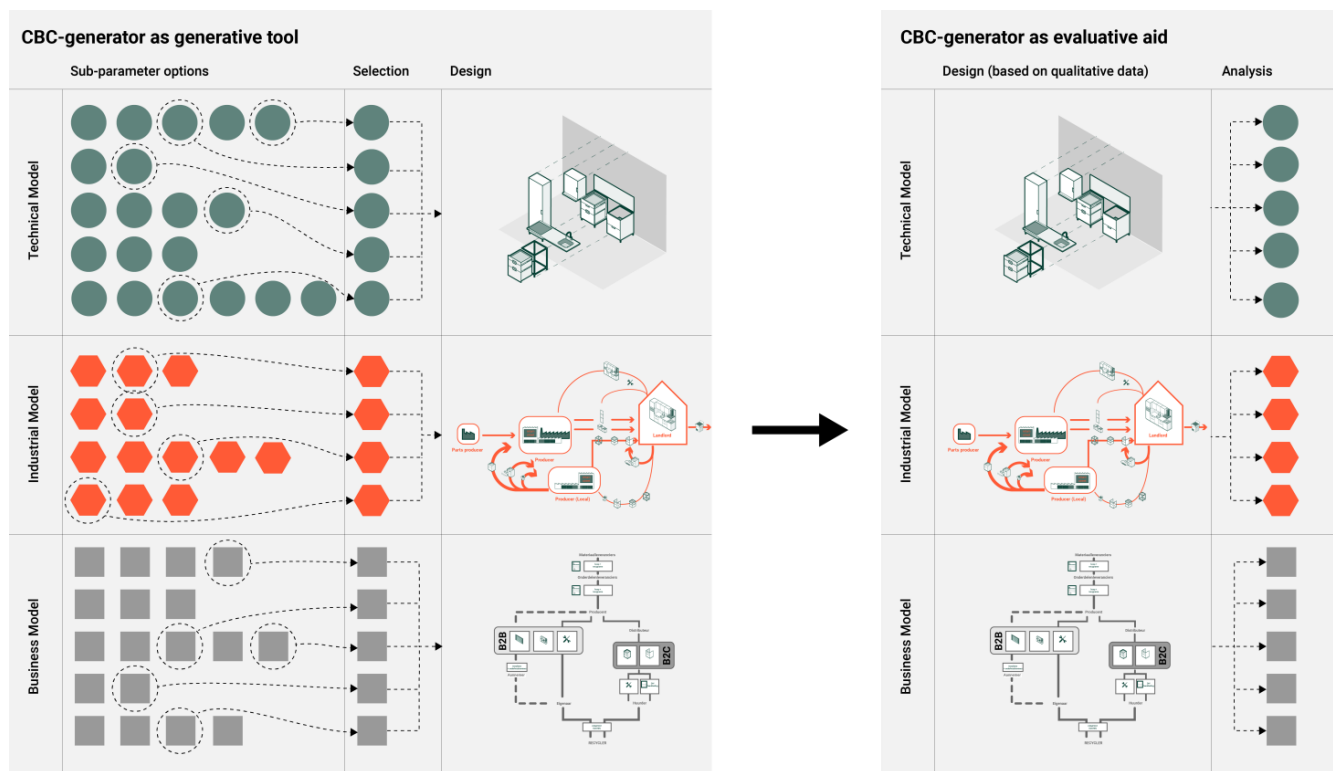 CBC-generator as generative tool
Sub-parameter options
Selection
Design
Technical Model
Industrial Model
Parts producer
Producer
Producer (Local)
Landlord
Business Model
B2B
B2C
RECYCLER
CBC-generator as evaluative aid
Design (based on qualitative data)
Analysis
Technical Model
Industrial Model
Parts producer
Producer
Producer (Local)
Landlord
Business Model
B2B
B2C
RECYCLER